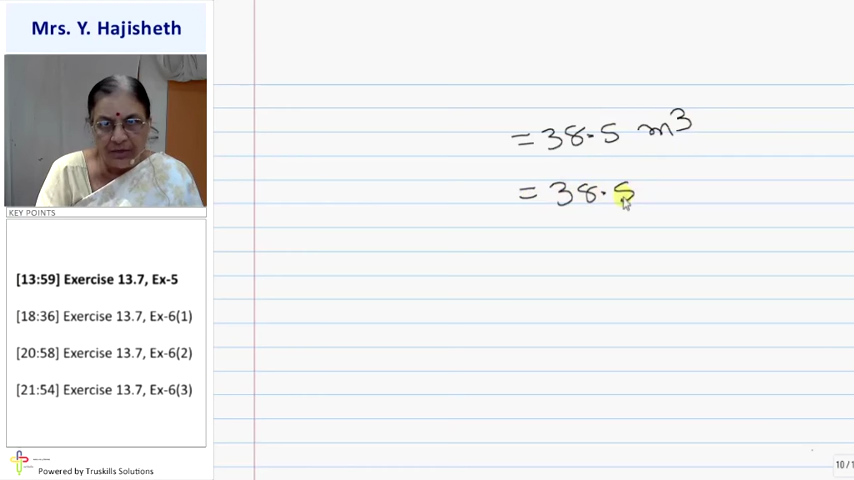 Mrs. Y. Hajisheth
= 38.5 m³
= 38.5
KEY POINTS
[13:59] Exercise 13.7, Ex-5
[18:36] Exercise 13.7, Ex-6(1)
[20:58] Exercise 13.7, Ex-6(2)
[21:54] Exercise 13.7, Ex-6(3)
Powered by Truskills Solutions
10/1